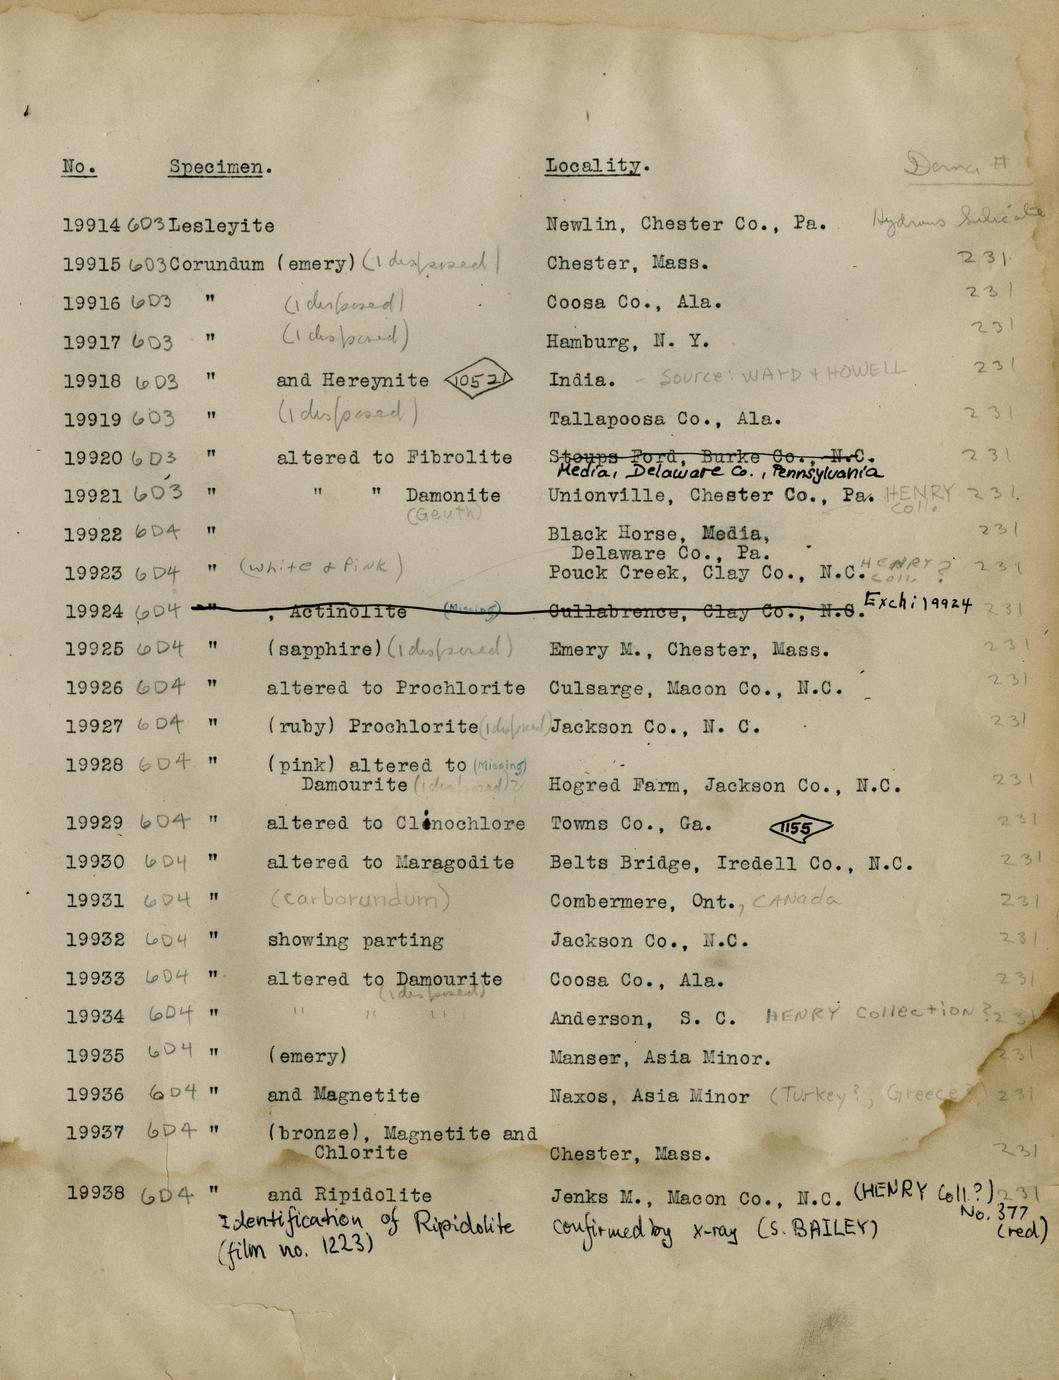 No. Specimen. Locality. Dana #
19914 603 Lesleyite Newlin, Chester Co., Pa. Hydrous Silicate
19915 603 Corundum (emery) (1 disposed) Chester, Mass. 231
19916 603 " (1 disposed) Coosa Co., Ala. 231
19917 603 " (1 disposed) Hamburg, N. Y. 231
19918 603 " and Hereynite 10521 India. - Source: WARD + HOWELL 231
19919 603 " (1 disposed) Tallapoosa Co., Ala. 231
19920 603 " altered to Fibrolite Stoups Ford, Burke Co., N.C. 231
Media, Delaware Co., Pennsylvania
19921 603 " " " Damonite Unionville, Chester Co., Pa. HENRY 231.
(Genth) Coll.
19922 604 " Black Horse, Media, 231
Delaware Co., Pa.
19923 604 " (white & Pink) Pouck Creek, Clay Co., N.C. HENRY ? 231
Coll.
19924 604 " , Actinolite (Missing) Cullabrence, Clay Co., N.C. Exch: 19924 231
19925 604 " (sapphire) (1 disposed) Emery M., Chester, Mass. 231
19926 604 " altered to Prochlorite Culsarge, Macon Co., N.C. 231
19927 604 " (ruby) Prochlorite (1 disposed) Jackson Co., N. C. 231
19928 604 " (pink) altered to (Missing)
Damourite (1 disposed)? Hogred Farm, Jackson Co., N.C. 231
19929 604 " altered to Clinochlore Towns Co., Ga. 1155 231
19930 604 " altered to Maragodite Belts Bridge, Iredell Co., N.C. 231
19931 604 " (carborundum) Combermere, Ont., CANada 231
19932 604 " showing parting Jackson Co., N.C. 231
19933 604 " altered to Damourite Coosa Co., Ala. 231
(1 disposed)
19934 604 " " " " Anderson, S. C. HENRY Collection? 231
19935 604 " (emery) Manser, Asia Minor. 231
19936 604 " and Magnetite Naxos, Asia Minor (Turkey?, Greece?) 231
19937 604 " (bronze), Magnetite and
Chlorite Chester, Mass. 231
19938 604 " and Ripidolite Jenks M., Macon Co., N.C. (HENRY Coll.?) 231
No. 377
Identification of Ripidolite confirmed by x-ray (S. BAILEY) (red)
(film no. 1223)